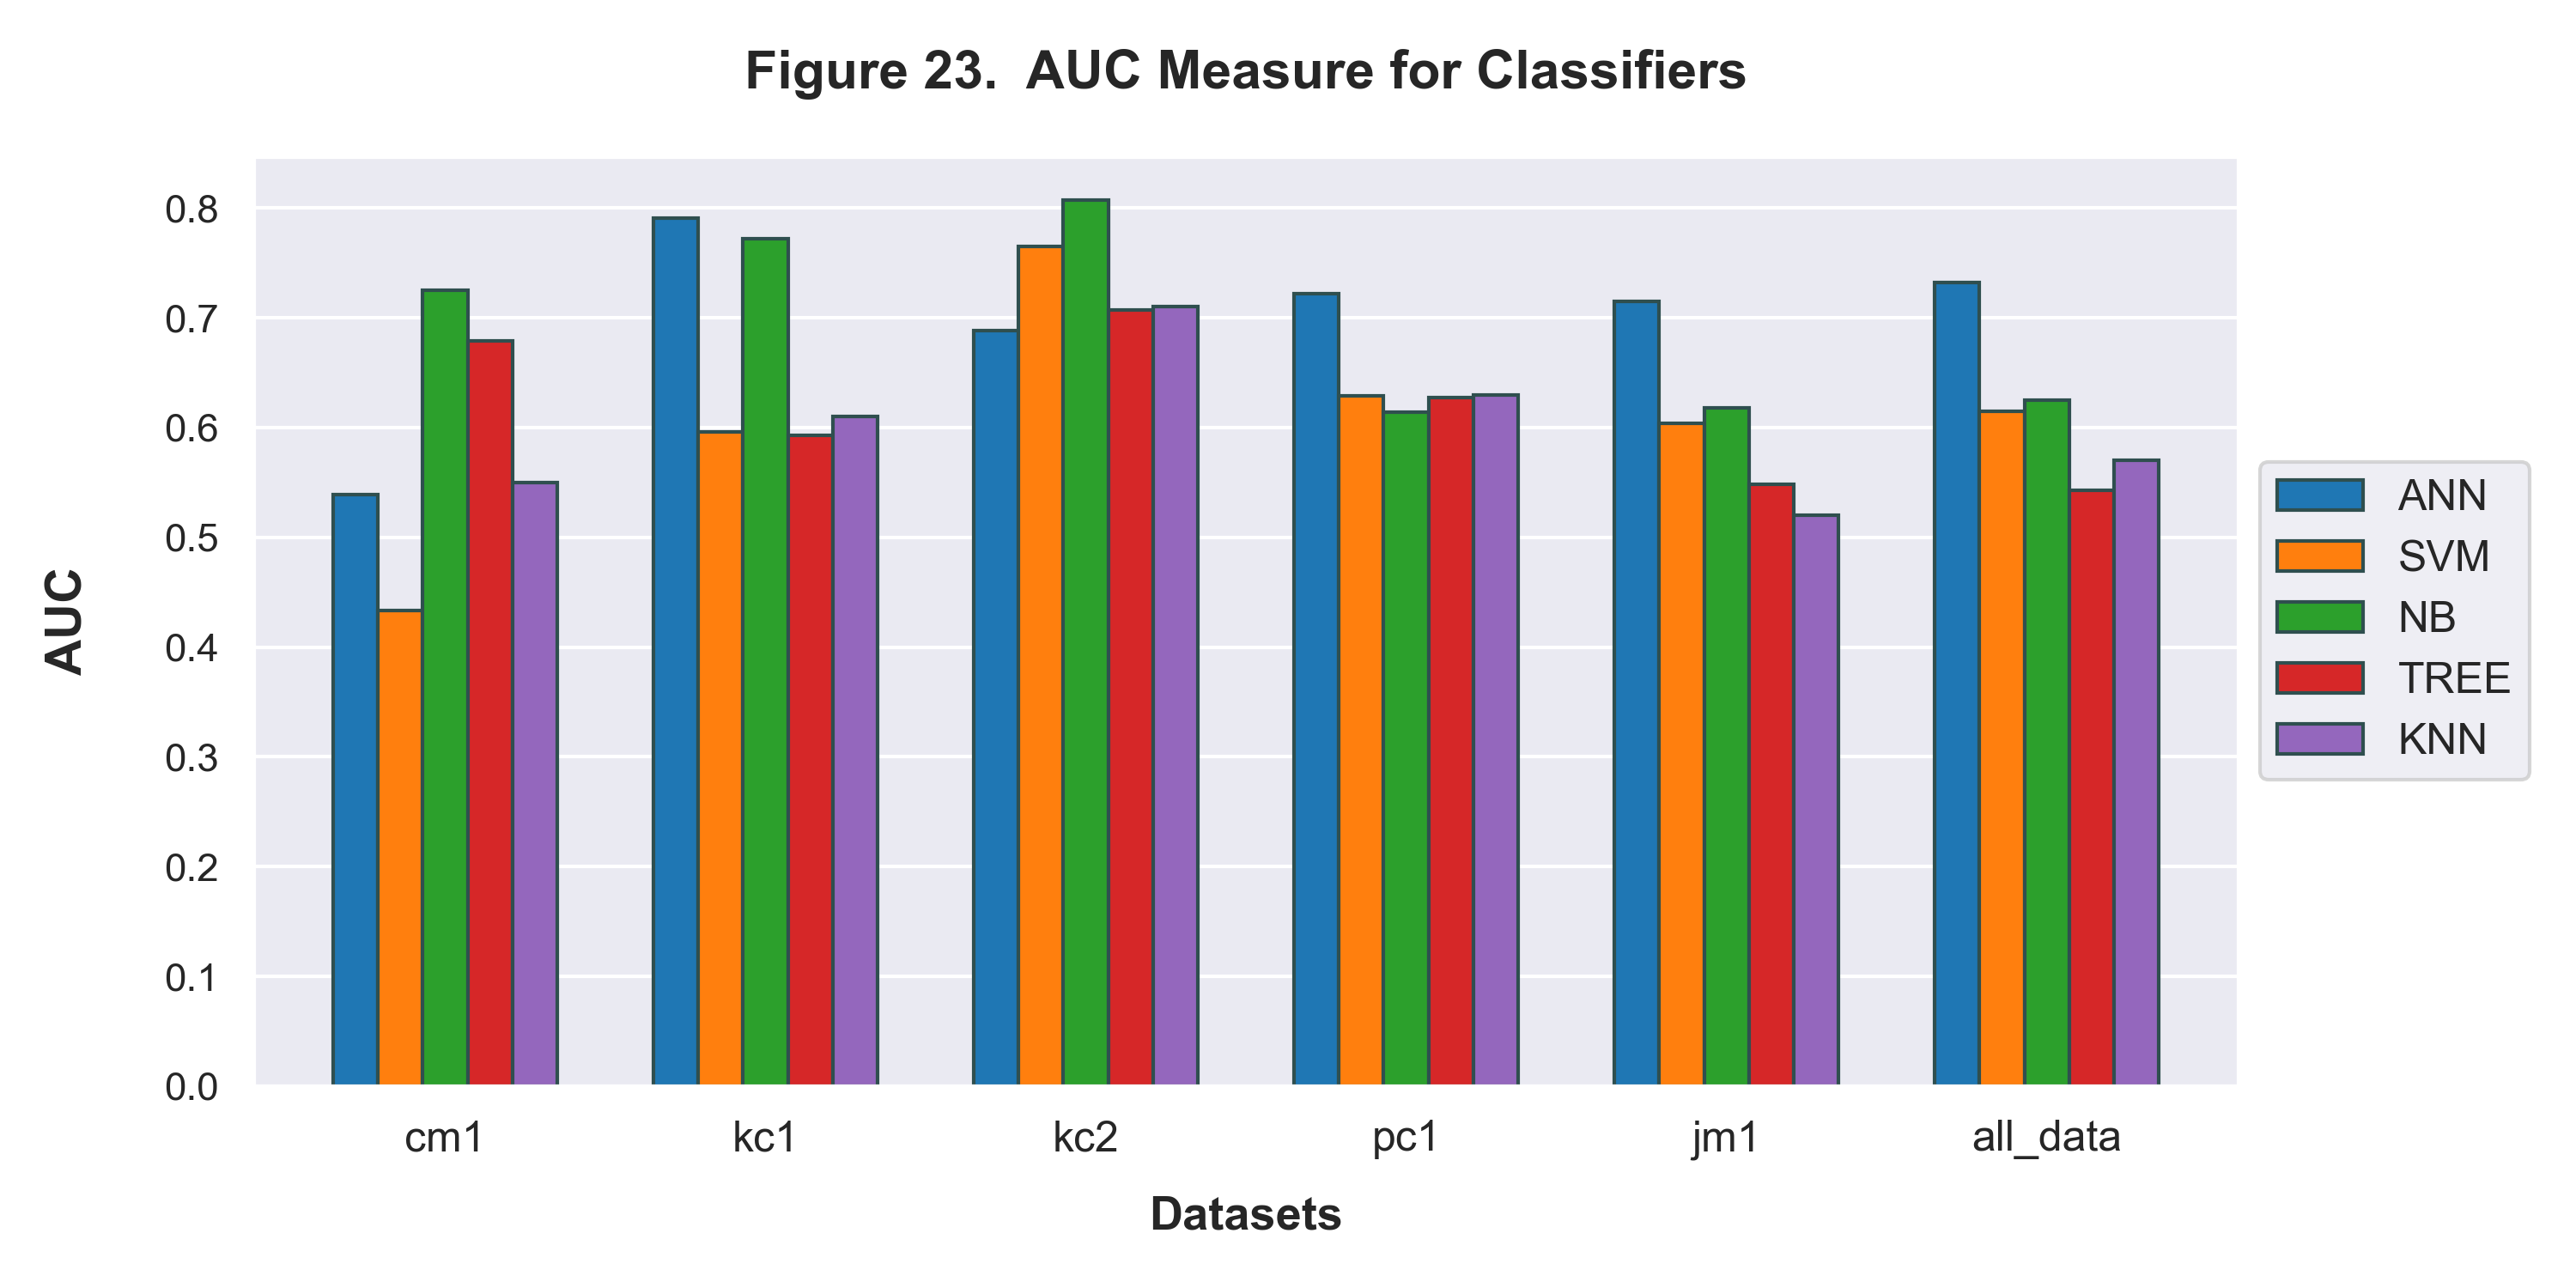 Figure 23.  AUC Measure for Classifiers
0.8
0.7
0.6
0.5
0.4
0.3
0.2
0.1
0.0
AUC
cm1 kc1 kc2 pc1 jm1 all_data
Datasets
ANN
SVM
NB
TREE
KNN